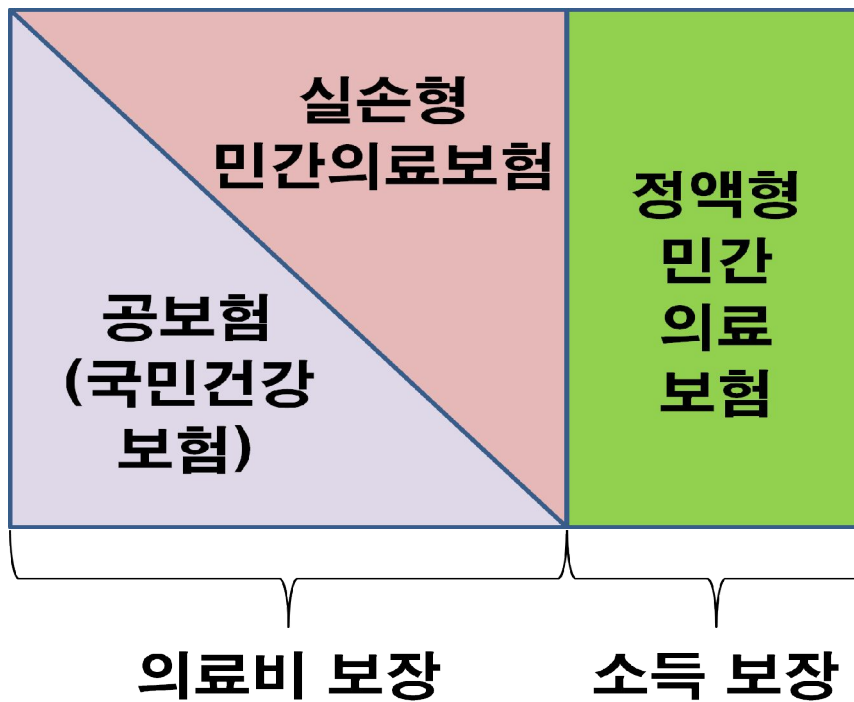 실손형
민간의료보험
정액형
민간
의료
보험
공보험
(국민건강
보험)
의료비 보장
소득 보장